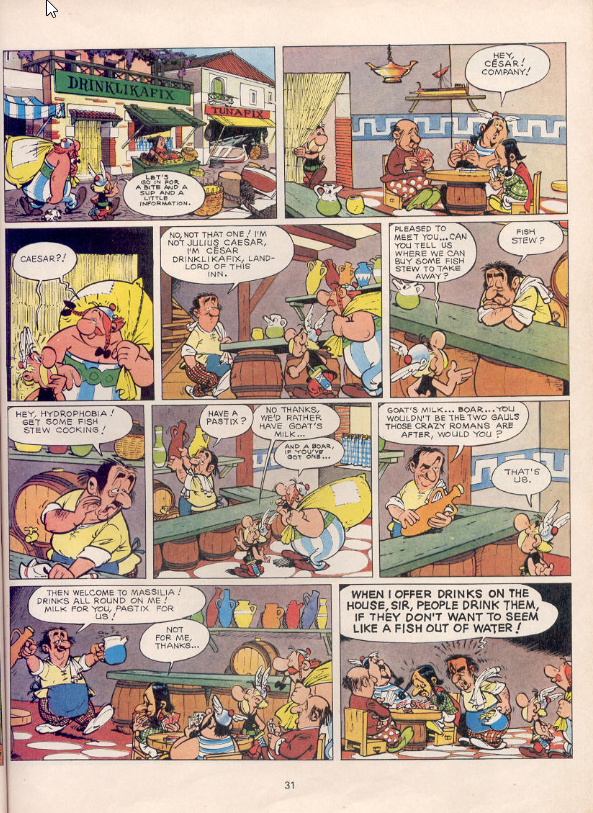 DRINKLIKAFIX
TUNAFIX
LET'S
GO IN FOR
A BITE AND A
SUP AND A
LITTLE
INFORMATION.
HEY,
CÉSAR!
COMPANY!
CAESAR?!
NO, NOT THAT ONE! I'M
NOT JULIUS CAESAR,
I'M CÉSAR
DRINKLIKAFIX, LAND-
LORD OF THIS
INN.
PLEASED TO
MEET YOU...CAN
YOU TELL US
WHERE WE CAN
BUY SOME FISH
STEW TO TAKE
AWAY?
FISH
STEW?
HEY, HYDROPHOBIA!
GET SOME FISH
STEW COOKING!
HAVE A
PASTIX?
NO THANKS,
WE'D RATHER
HAVE GOAT'S
MILK...
AND A BOAR,
IF YOU'VE
GOT ONE...
GOAT'S MILK... BOAR...YOU
WOULDN'T BE THE TWO GAULS
THOSE CRAZY ROMANS ARE
AFTER, WOULD YOU?
THAT'S
US.
THEN WELCOME TO MASSILIA!
DRINKS ALL ROUND ON ME!
MILK FOR YOU, PASTIX FOR
US!
NOT
FOR ME,
THANKS...
WHEN I OFFER DRINKS ON THE
HOUSE, SIR, PEOPLE DRINK THEM,
IF THEY DON'T WANT TO SEEM
LIKE A FISH OUT OF WATER!
31